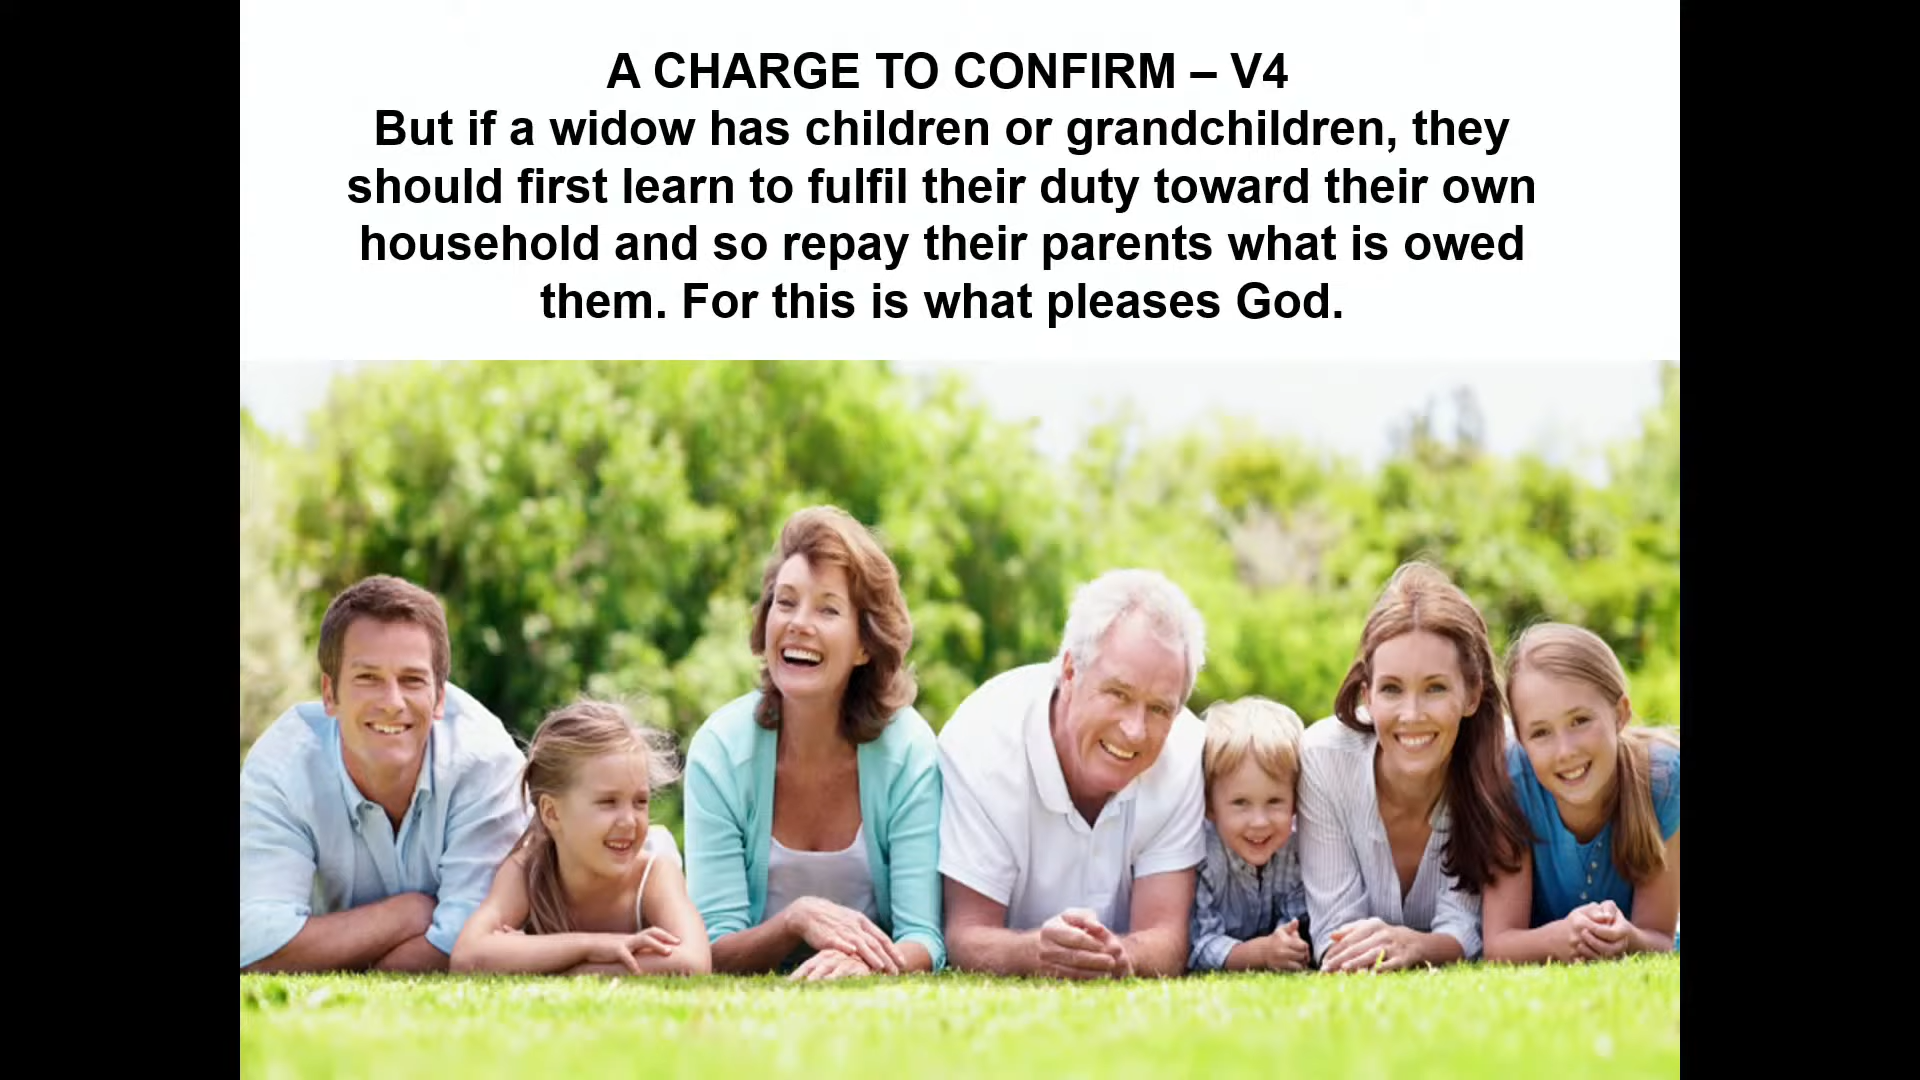 A CHARGE TO CONFIRM – V4
But if a widow has children or grandchildren, they
should first learn to fulfil their duty toward their own
household and so repay their parents what is owed
them. For this is what pleases God.